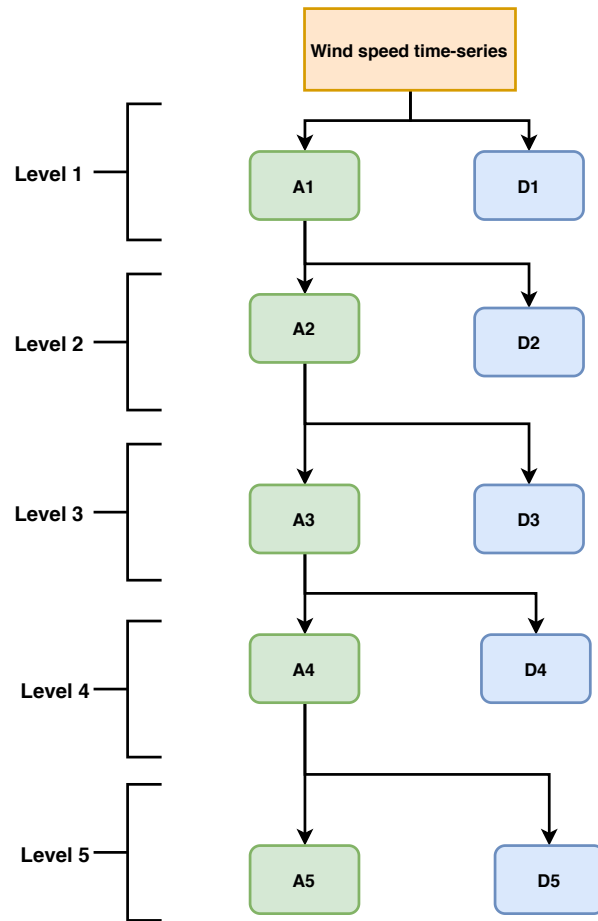 Wind speed time-series
Level 1
A1
D1
Level 2
A2
D2
Level 3
A3
D3
Level 4
A4
D4
Level 5
A5
D5